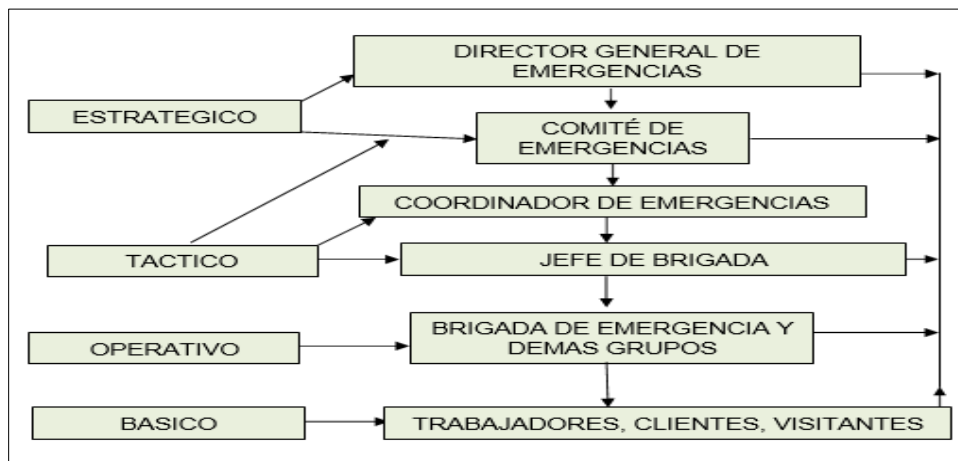 DIRECTOR GENERAL DE
EMERGENCIAS
ESTRATEGICO
COMITÉ DE
EMERGENCIAS
COORDINADOR DE EMERGENCIAS
TACTICO
JEFE DE BRIGADA
OPERATIVO
BRIGADA DE EMERGENCIA Y
DEMAS GRUPOS
BASICO
TRABAJADORES, CLIENTES, VISITANTES